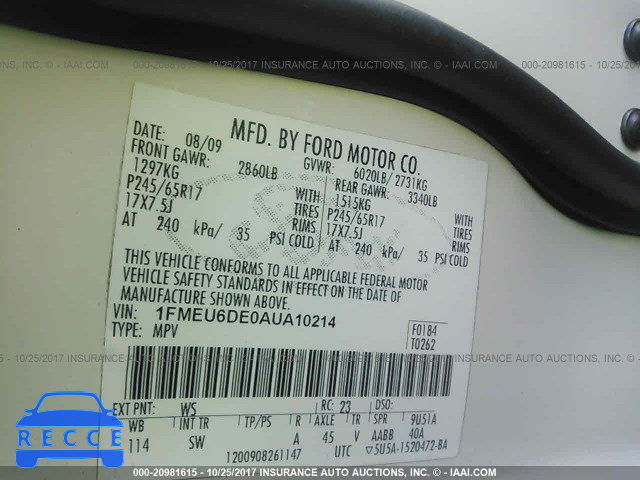 000-20981615 - 10/25/2017 INSURANCE AUTO AUCTIONS, INC. © - IAAI.COM
MFD. BY FORD MOTOR CO.
DATE: 08/09
GVWR: 6020LB/ 2731KG
FRONT GAWR: 2860LB
REAR GAWR: 3340LB
1297KG WITH
1515KG WITH
P245/65R17 TIRES
P245/65R17 TIRES
17X7.5J RIMS
17X7.5J RIMS
AT 240 kPa/ 35 PSI COLD
AT 240 kPa/ 35 PSI COLD
THIS VEHICLE CONFORMS TO ALL APPLICABLE FEDERAL MOTOR
VEHICLE SAFETY STANDARDS IN EFFECT ON THE DATE OF
MANUFACTURE SHOWN ABOVE.
VIN: 1FMEU6DE0AUA10214
TYPE: MPV
F0184
T0262
EXT PNT: WS RC: 23 DSO:
WB INT TR TP/PS R AXLE TR SPR 9U51A
114 SW A 45 V AABB 40A
1200908261147 UTC ▽5U5A-1520472-BA
RECCE
000-20981615 - 10/25/2017 INSURANCE AUTO AUCTIONS, INC. © - IAAI.COM